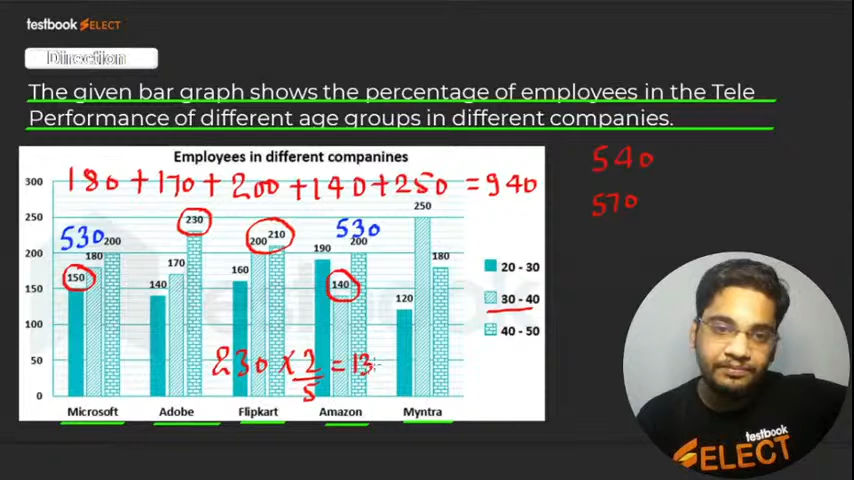 testbook SELECT
Direction
The given bar graph shows the percentage of employees in the Tele
Performance of different age groups in different companies.
540
570
Employees in different companines
180 + 170 + 200 + 140 + 250 = 940
300
250
200
150
100
50
0
530
150
180
200
140
170
230
160
200
210
530
190
140
200
120
250
180
20 - 30
30 - 40
40 - 50
230 × 2/5 = 13
Microsoft Adobe Flipkart Amazon Myntra
testbook
SELECT